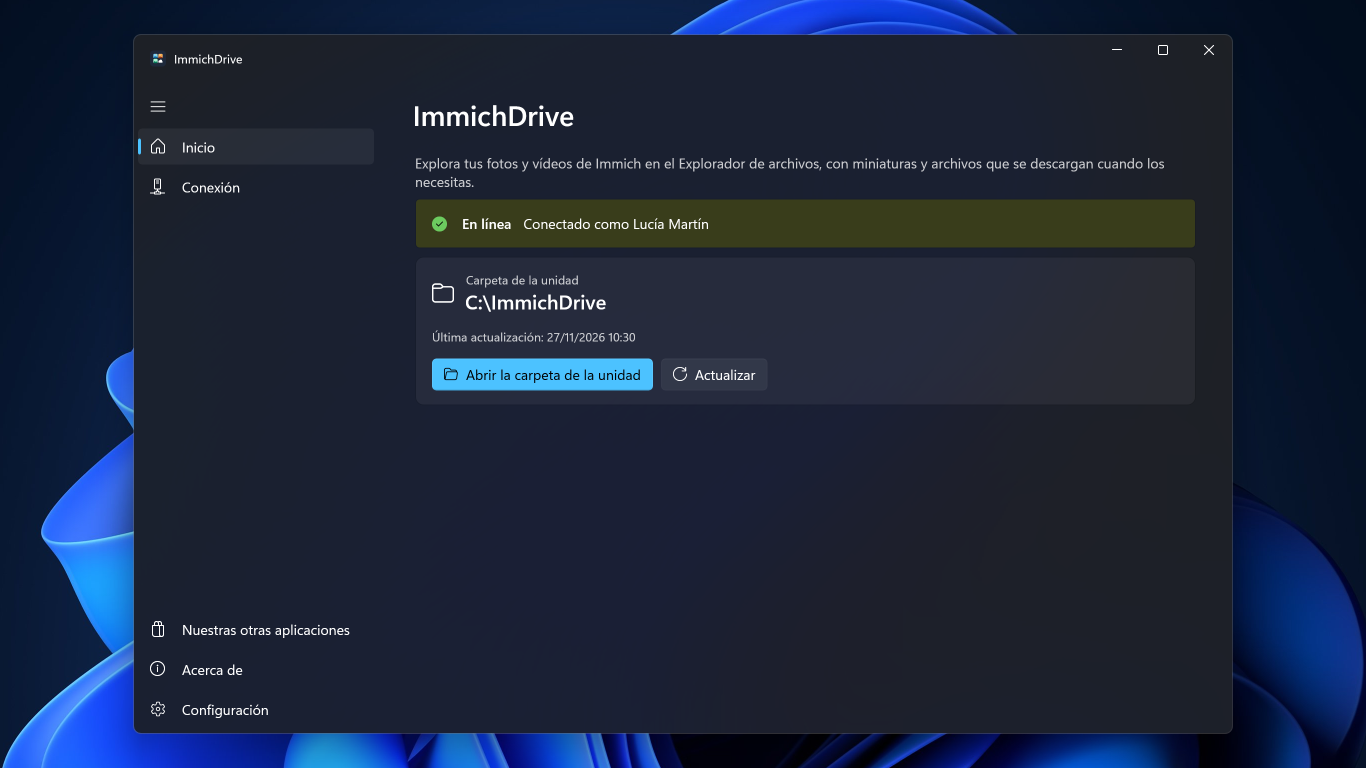 ImmichDrive
Inicio
Conexión
ImmichDrive
Explora tus fotos y vídeos de Immich en el Explorador de archivos, con miniaturas y archivos que se descargan cuando los
necesitas.
En línea Conectado como Lucía Martín
Carpeta de la unidad
C:\ImmichDrive
Última actualización: 27/11/2026 10:30
Abrir la carpeta de la unidad
Actualizar
Nuestras otras aplicaciones
Acerca de
Configuración